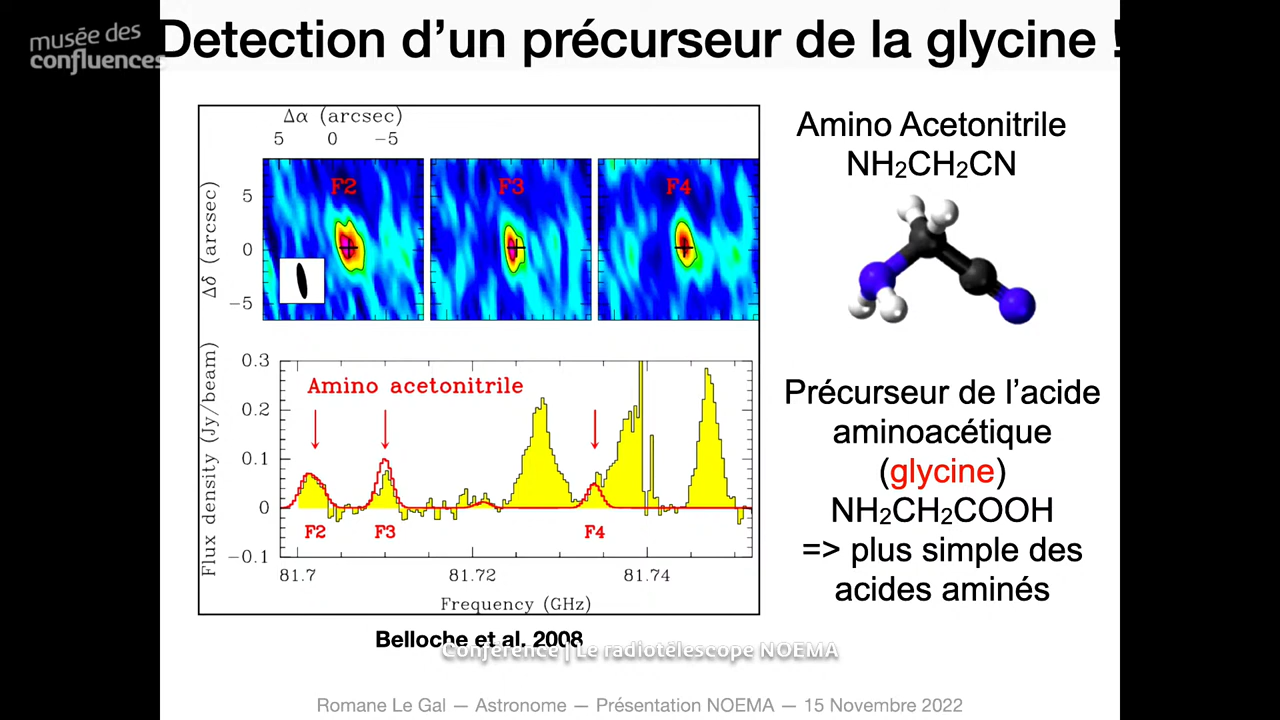 musée des
confluences
Detection d'un précurseur de la glycine !
Δα (arcsec)
5 0 −5
Δδ (arcsec)
5
0
−5
F2
F3
F4
Amino Acetonitrile
NH₂CH₂CN
Flux density (Jy/beam)
0.3
0.2
0.1
0
−0.1
Amino acetonitrile
F2 F3 F4
81.7 81.72 81.74
Frequency (GHz)
Précurseur de l'acide
aminoacétique
(glycine)
NH₂CH₂COOH
=> plus simple des
acides aminés
Belloche et al. 2008
Conférence | Le radiotélescope NOEMA
Romane Le Gal — Astronome — Présentation NOEMA — 15 Novembre 2022